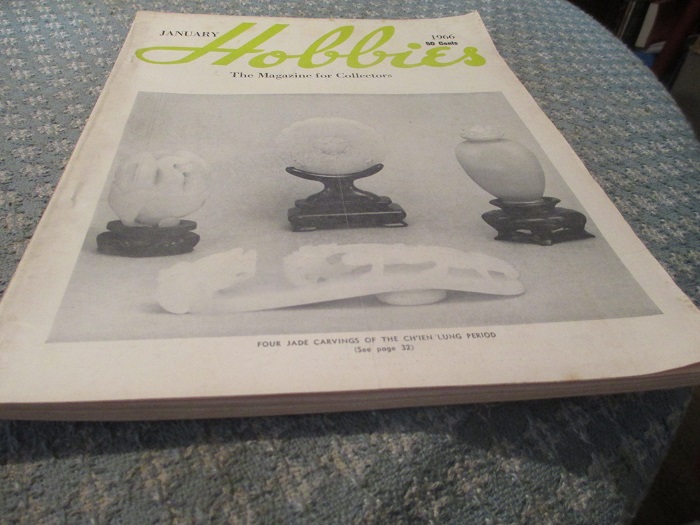 JANUARY
Hobbies
1966
50 Cents
The Magazine for Collectors
FOUR JADE CARVINGS OF THE CH'IEN LUNG PERIOD
(See page 32)